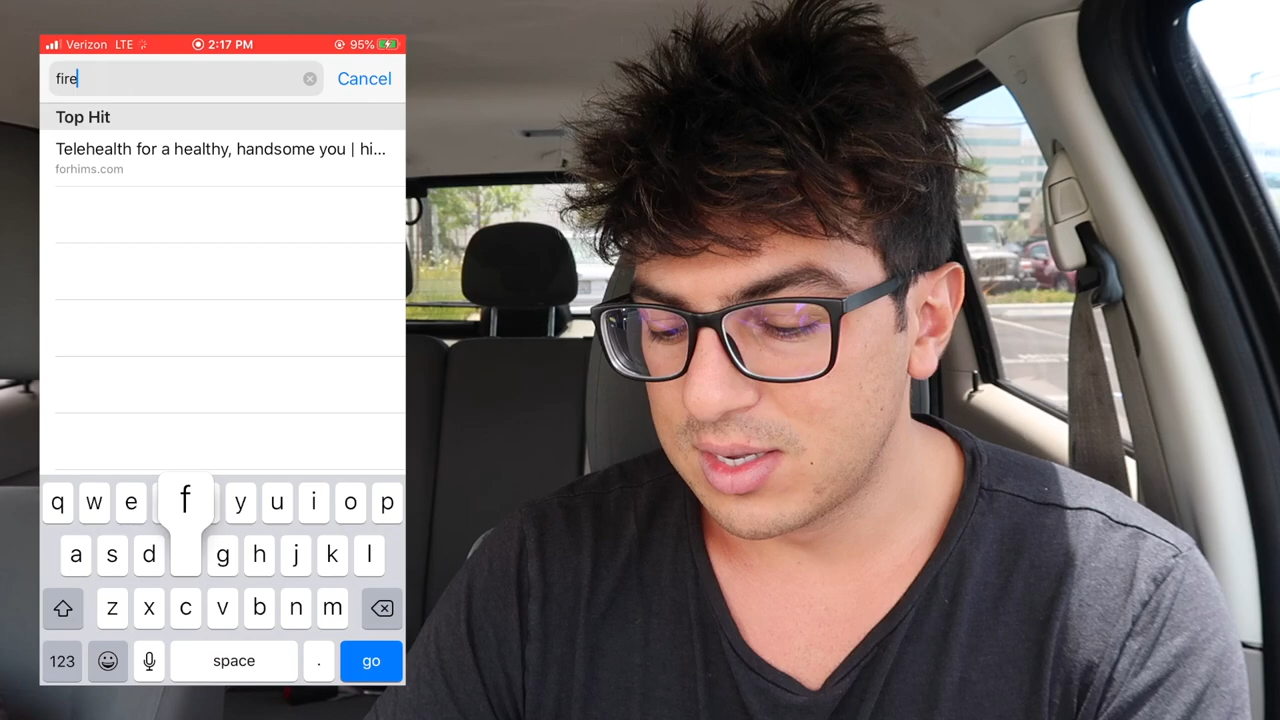 Verizon LTE 2:17 PM 95%
fire Cancel
Top Hit
Telehealth for a healthy, handsome you | hi...
forhims.com
q w e f y u i o p
a s d g h j k l
z x c v b n m
123 space . go